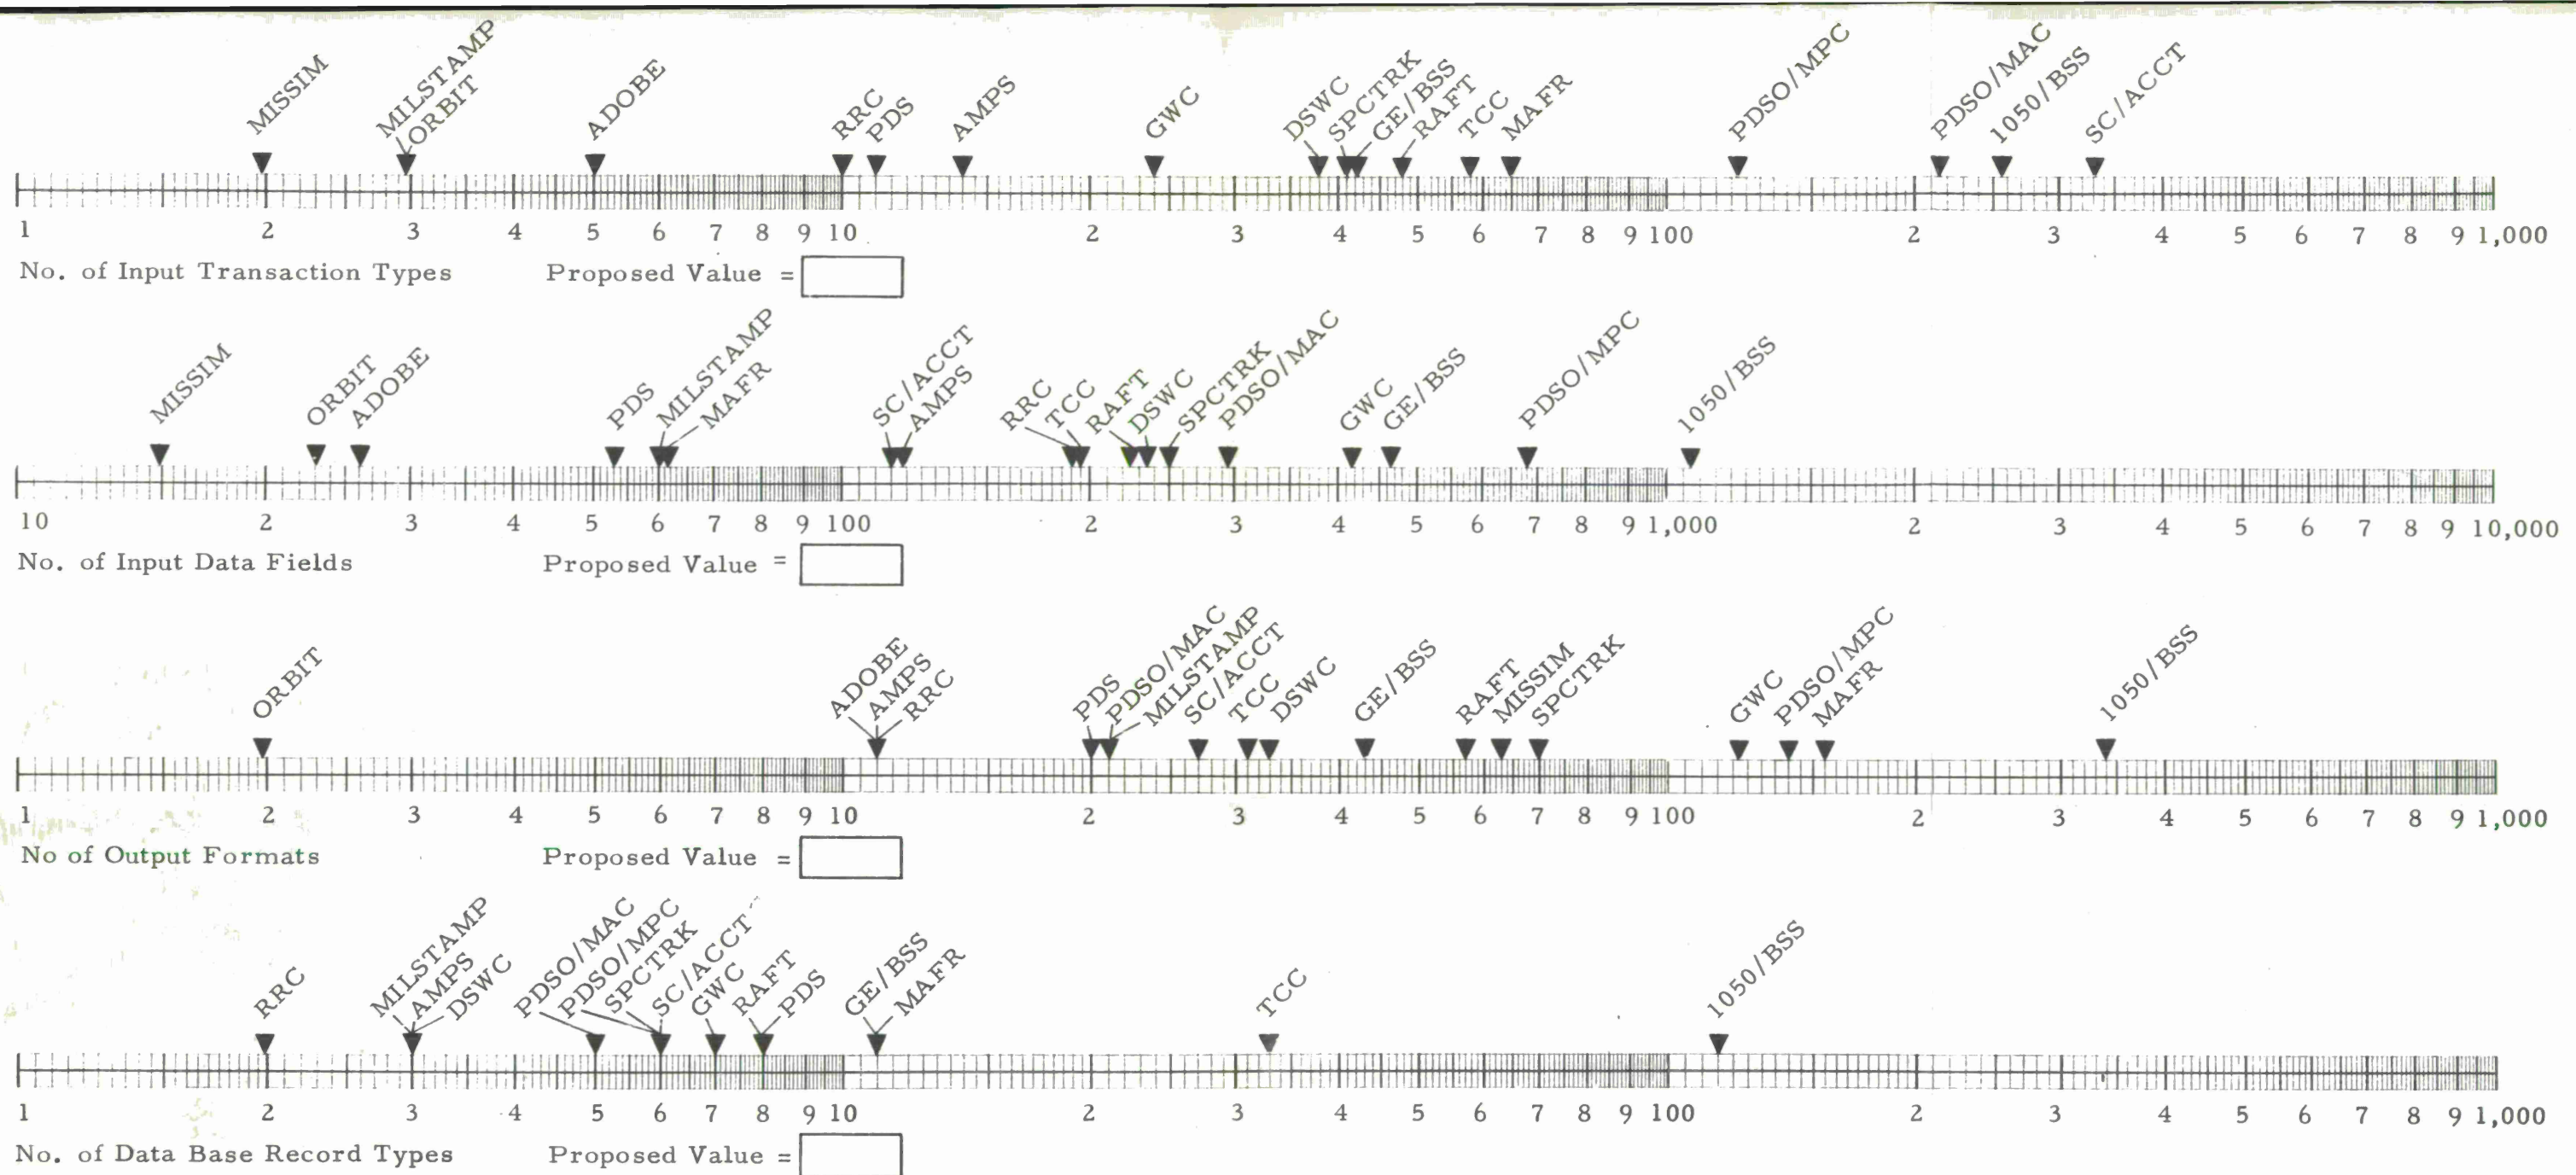 MISSIM MILSTAMP ORBIT ADOBE RRC PDS AMPS GWC DSWC SPCTRK GE/BSS RAFT TCC MAFR PDSO/MPC PDSO/MAC 1050/BSS SC/ACCT
1 2 3 4 5 6 7 8 9 10 2 3 4 5 6 7 8 9 100 2 3 4 5 6 7 8 9 1,000
No. of Input Transaction Types Proposed Value =
MISSIM ORBIT ADOBE PDS MILSTAMP MAFR SC/ACCT AMPS RRC TCC RAFT DSWC SPCTRK PDSO/MAC GWC GE/BSS PDSO/MPC 1050/BSS
10 2 3 4 5 6 7 8 9 100 2 3 4 5 6 7 8 9 1,000 2 3 4 5 6 7 8 9 10,000
No. of Input Data Fields Proposed Value =
ORBIT ADOBE AMPS RRC PDS PDSO/MAC MILSTAMP SC/ACCT TCC DSWC GE/BSS RAFT MISSIM SPCTRK GWC PDSO/MPC MAFR 1050/BSS
1 2 3 4 5 6 7 8 9 10 2 3 4 5 6 7 8 9 100 2 3 4 5 6 7 8 9 1,000
No of Output Formats Proposed Value =
RRC MILSTAMP AMPS DSWC PDSO/MAC PDSO/MPC SPCTRK SC/ACCT GWC RAFT PDS GE/BSS MAFR TCC 1050/BSS
1 2 3 4 5 6 7 8 9 10 2 3 4 5 6 7 8 9 100 2 3 4 5 6 7 8 9 1,000
No. of Data Base Record Types Proposed Value =